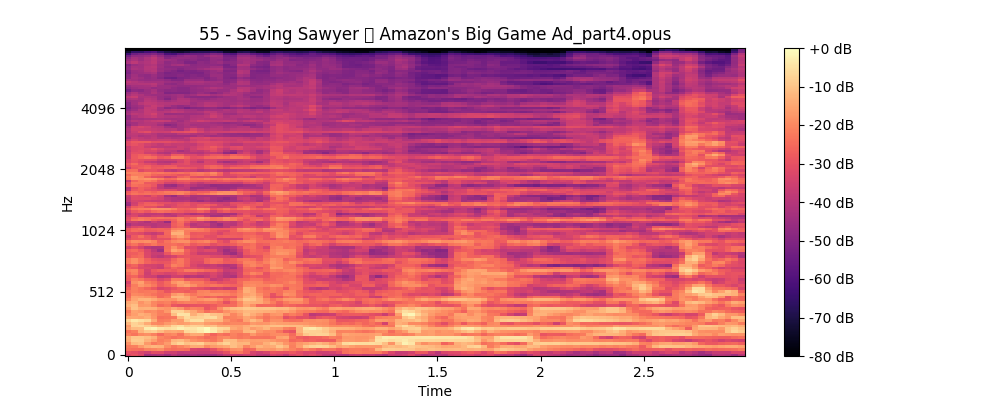 55 - Saving Sawyer ▯ Amazon's Big Game Ad_part4.opus
+0 dB
-10 dB
-20 dB
-30 dB
-40 dB
-50 dB
-60 dB
-70 dB
-80 dB
4096
2048
1024
512
0
Hz
0
0.5
1
1.5
2
2.5
Time